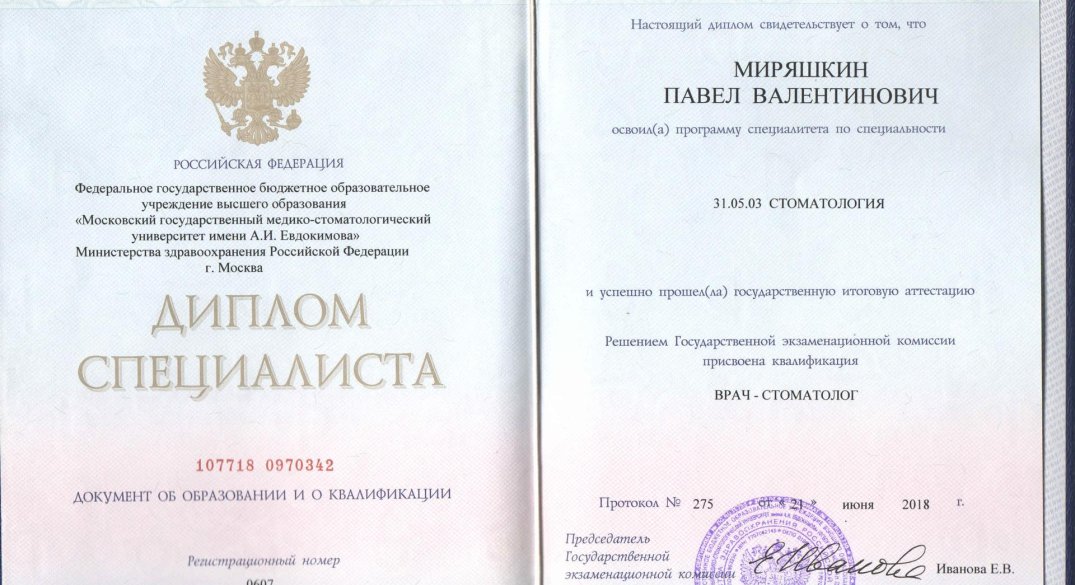 РОССИЙСКАЯ ФЕДЕРАЦИЯ
Федеральное государственное бюджетное образовательное
учреждение высшего образования
«Московский государственный медико-стоматологический
университет имени А.И. Евдокимова»
Министерства здравоохранения Российской Федерации
г. Москва
ДИПЛОМ
СПЕЦИАЛИСТА
107718 0970342
ДОКУМЕНТ ОБ ОБРАЗОВАНИИ И О КВАЛИФИКАЦИИ
Регистрационный номер
Настоящий диплом свидетельствует о том, что
МИРЯШКИН
ПАВЕЛ ВАЛЕНТИНОВИЧ
освоил(а) программу специалитета по специальности
31.05.03 СТОМАТОЛОГИЯ
и успешно прошел(ла) государственную итоговую аттестацию
Решением Государственной экзаменационной комиссии
присвоена квалификация
ВРАЧ - СТОМАТОЛОГ
Протокол № 275 от « 21 » июня 2018 г.
Председатель
Государственной
экзаменационной комиссии Иванова Е.В.